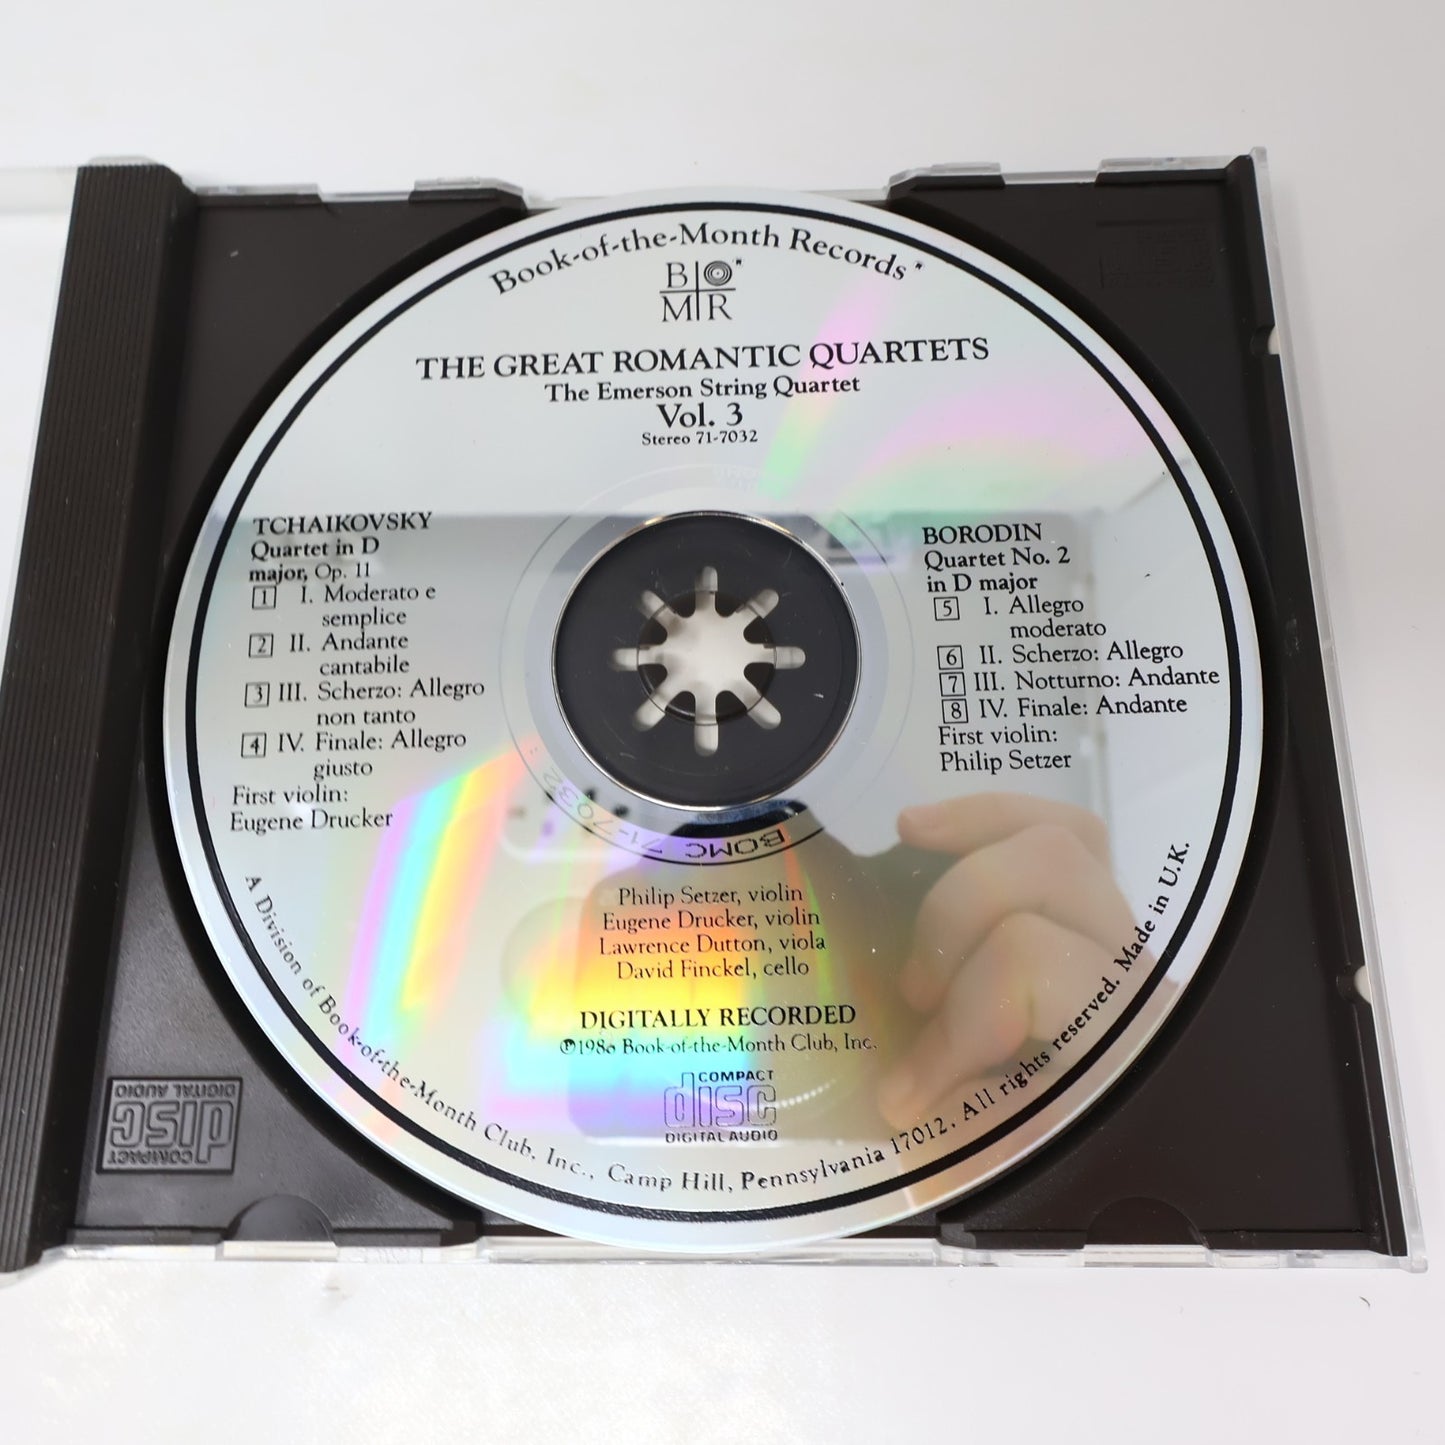 Book-of-the-Month Records
B
M R
THE GREAT ROMANTIC QUARTETS
The Emerson String Quartet
Vol. 3
Stereo 71-7032
TCHAIKOVSKY
Quartet in D
major, Op. 11
1 I. Moderato e
semplice
2 II. Andante
cantabile
3 III. Scherzo: Allegro
non tanto
4 IV. Finale: Allegro
giusto
First violin:
Eugene Drucker
BORODIN
Quartet No. 2
in D major
5 I. Allegro
moderato
6 II. Scherzo: Allegro
7 III. Notturno: Andante
8 IV. Finale: Andante
First violin:
Philip Setzer
BOMC 71-7032
Philip Setzer, violin
Eugene Drucker, violin
Lawrence Dutton, viola
David Finckel, cello
DIGITALLY RECORDED
℗1986 Book-of-the-Month Club, Inc.
COMPACT
disc
DIGITAL AUDIO
A Division of Book-of-the-Month Club, Inc., Camp Hill, Pennsylvania 17012. All rights reserved. Made in U.K.
COMPACT
disc
DIGITAL AUDIO